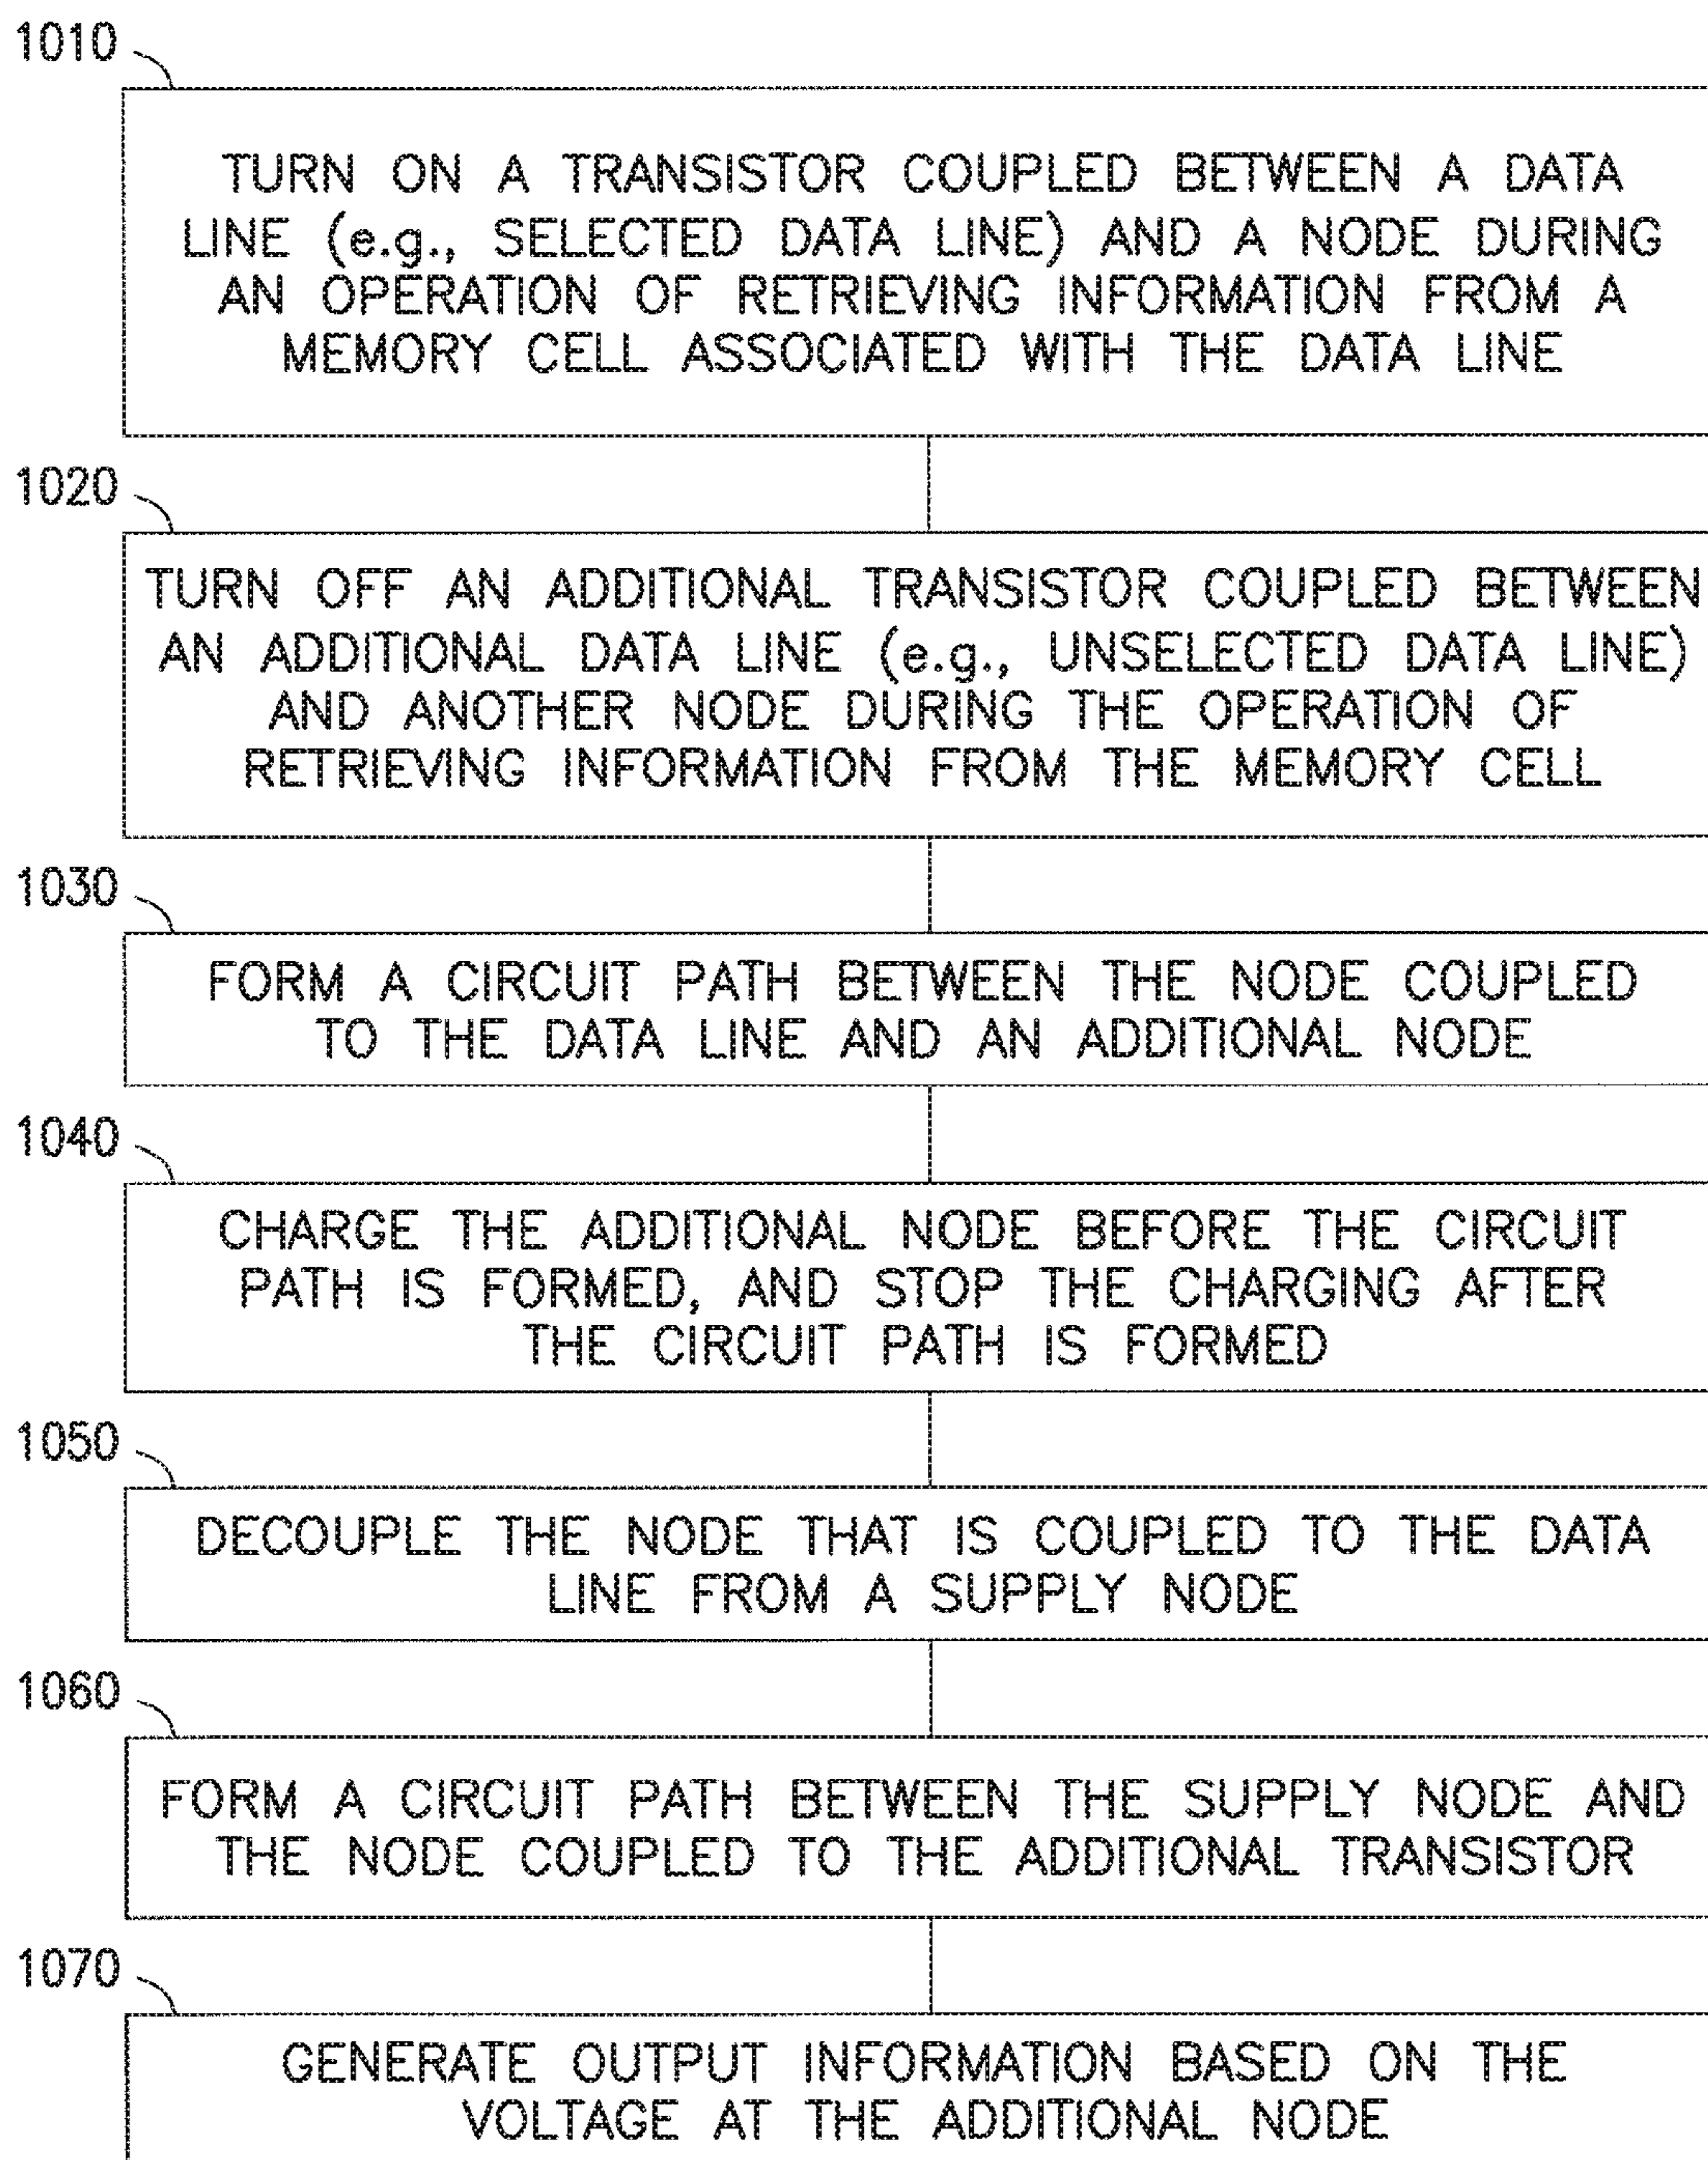 1010
TURN ON A TRANSISTOR COUPLED BETWEEN A DATA
LINE (e.g., SELECTED DATA LINE) AND A NODE DURING
AN OPERATION OF RETRIEVING INFORMATION FROM A
MEMORY CELL ASSOCIATED WITH THE DATA LINE
1020
TURN OFF AN ADDITIONAL TRANSISTOR COUPLED BETWEEN
AN ADDITIONAL DATA LINE (e.g., UNSELECTED DATA LINE)
AND ANOTHER NODE DURING THE OPERATION OF
RETRIEVING INFORMATION FROM THE MEMORY CELL
1030
FORM A CIRCUIT PATH BETWEEN THE NODE COUPLED
TO THE DATA LINE AND AN ADDITIONAL NODE
1040
CHARGE THE ADDITIONAL NODE BEFORE THE CIRCUIT
PATH IS FORMED, AND STOP THE CHARGING AFTER
THE CIRCUIT PATH IS FORMED
1050
DECOUPLE THE NODE THAT IS COUPLED TO THE DATA
LINE FROM A SUPPLY NODE
1060
FORM A CIRCUIT PATH BETWEEN THE SUPPLY NODE AND
THE NODE COUPLED TO THE ADDITIONAL TRANSISTOR
1070
GENERATE OUTPUT INFORMATION BASED ON THE
VOLTAGE AT THE ADDITIONAL NODE